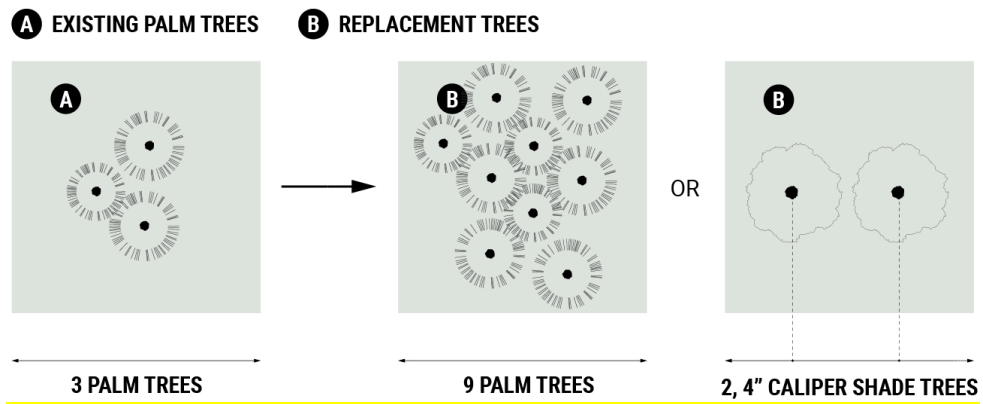 A EXISTING PALM TREES B REPLACEMENT TREES
A B B
OR
3 PALM TREES 9 PALM TREES 2, 4” CALIPER SHADE TREES